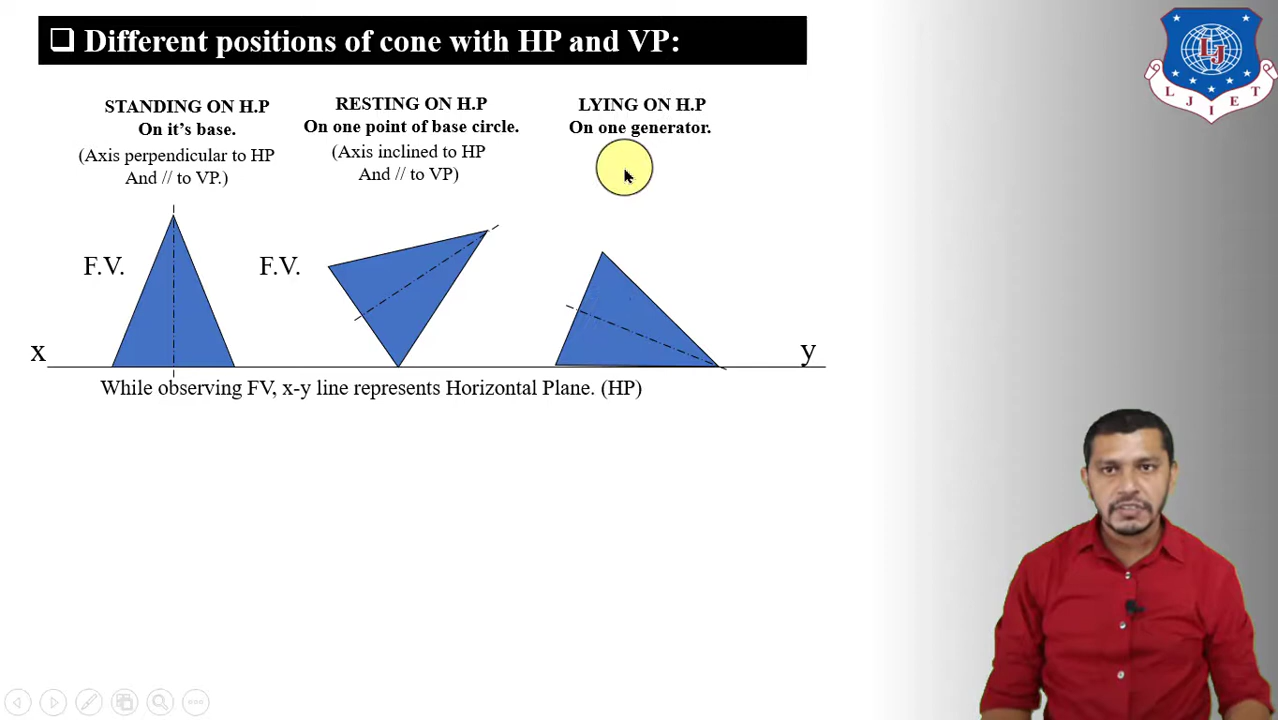 ❑ Different positions of cone with HP and VP:
STANDING ON H.P
On it's base.
(Axis perpendicular to HP
And // to VP.)
RESTING ON H.P
On one point of base circle.
(Axis inclined to HP
And // to VP)
LYING ON H.P
On one generator.
F.V.
F.V.
x
y
While observing FV, x-y line represents Horizontal Plane. (HP)
LJ
LJIET